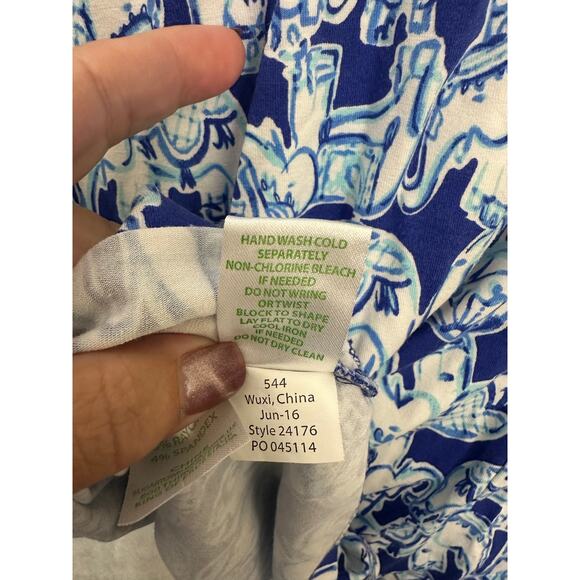 HAND WASH COLD
SEPARATELY
NON-CHLORINE BLEACH
IF NEEDED
DO NOT WRING
OR TWIST
BLOCK TO SHAPE
LAY FLAT TO DRY
COOL IRON
IF NEEDED
DO NOT DRY CLEAN
544
Wuxi, China
Jun-16
Style 24176
PO 045114
4% SPANDEX